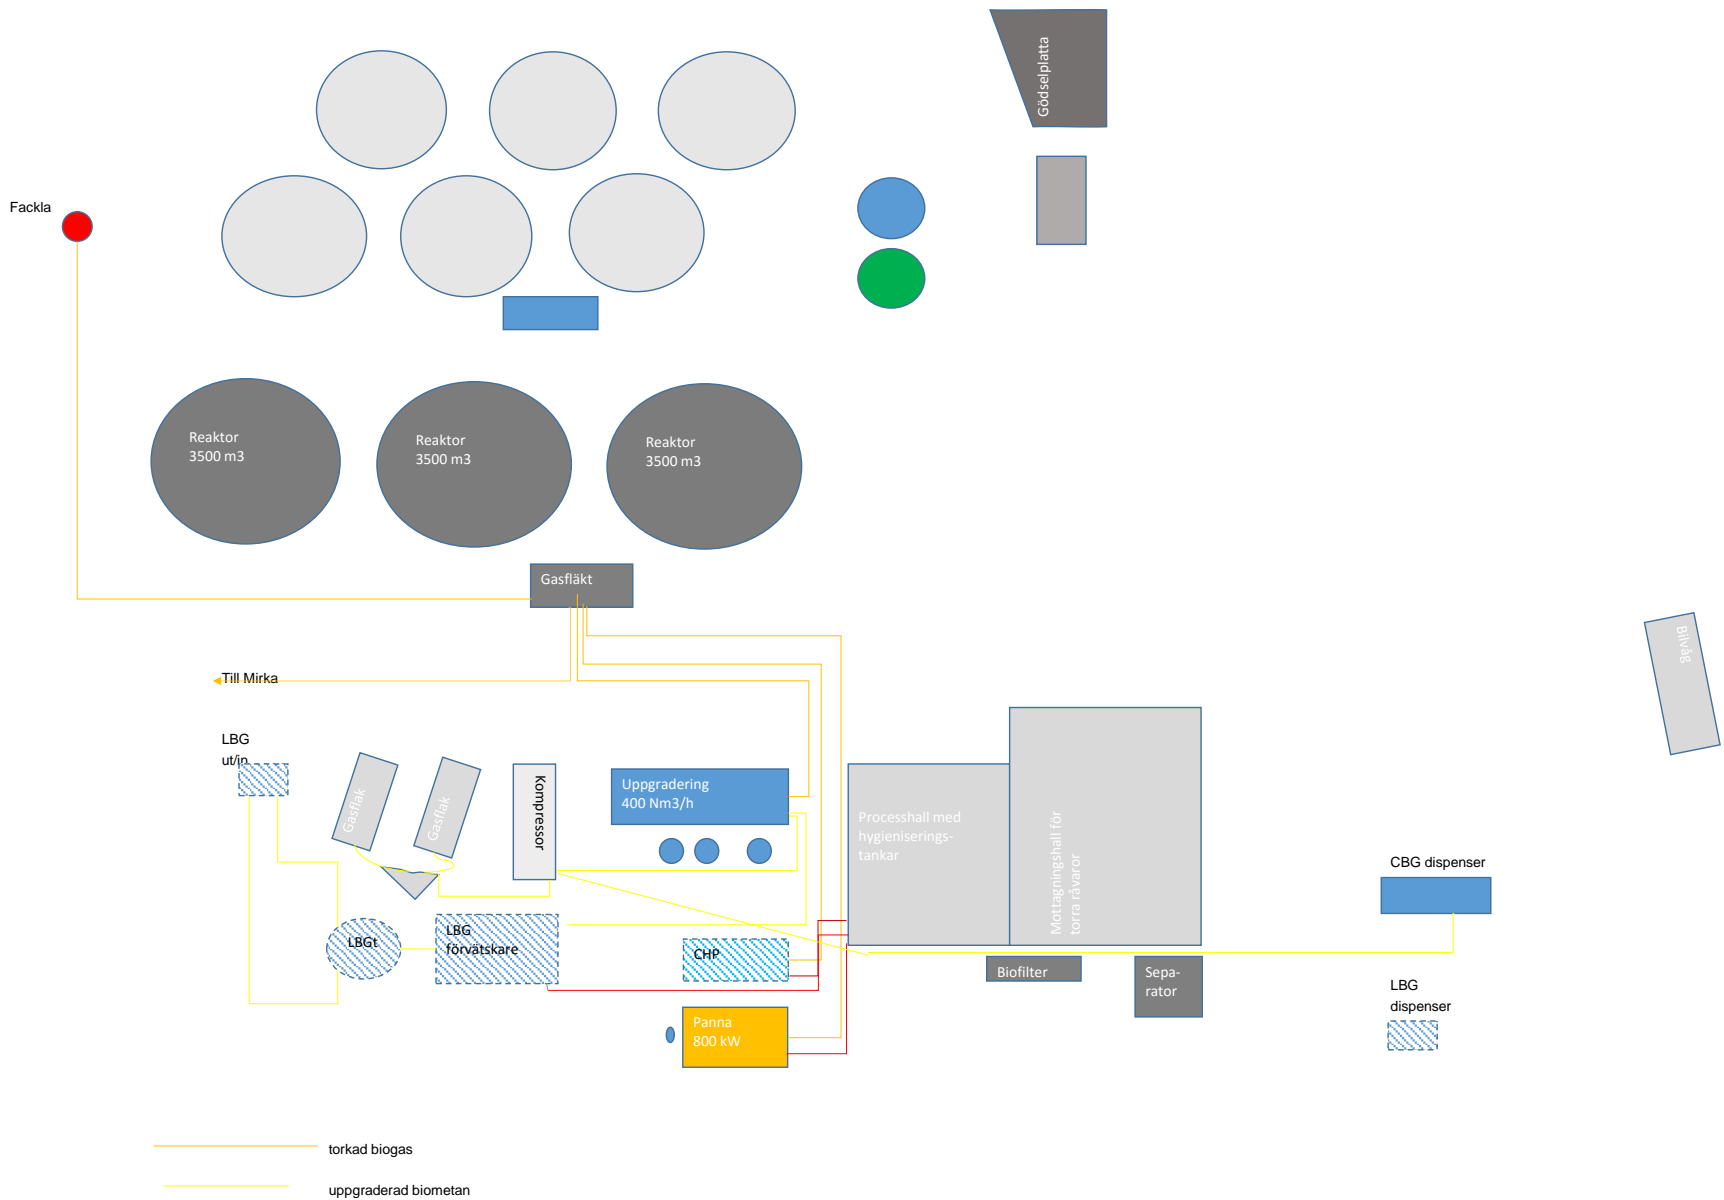 Gödselplatta
Fackla
Reaktor
3500 m3
Reaktor
3500 m3
Reaktor
3500 m3
Gasfläkt
Till Mirka
Bilvåg
LBG
ut/in
Gasflak
Gasflak
Kompressor
Uppgradering
400 Nm3/h
Processhall med
hygieniserings-
tankar
Mottagningshall för
torra råvaror
CBG dispenser
LBGt
LBG
förvätskare
CHP
Biofilter
Sepa-
rator
LBG
dispenser
Panna
800 kW
torkad biogas
uppgraderad biometan